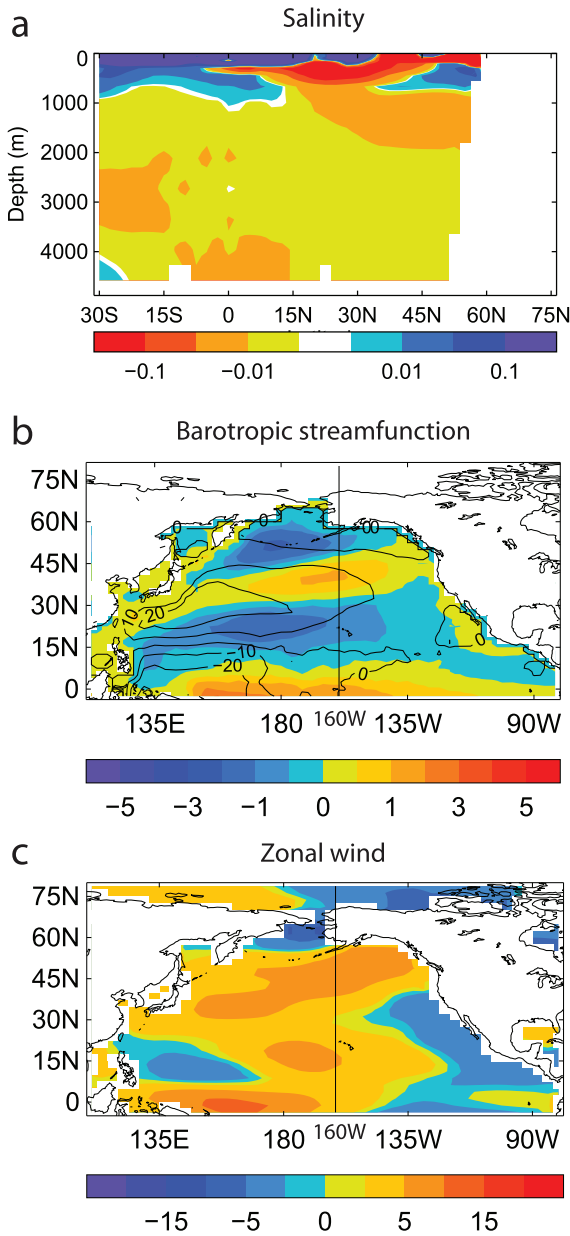 a
Salinity
0
1000
2000
3000
4000
Depth (m)
30S 15S 0 15N 30N 45N 60N 75N
−0.1 −0.01 0.01 0.1
b
Barotropic streamfunction
75N
60N
45N
30N
15N
0
0 0 0
10 20
−10
−20
0
0
135E 180 160W 135W 90W
−5 −3 −1 0 1 3 5
c
Zonal wind
75N
60N
45N
30N
15N
0
135E 180 160W 135W 90W
−15 −5 0 5 15